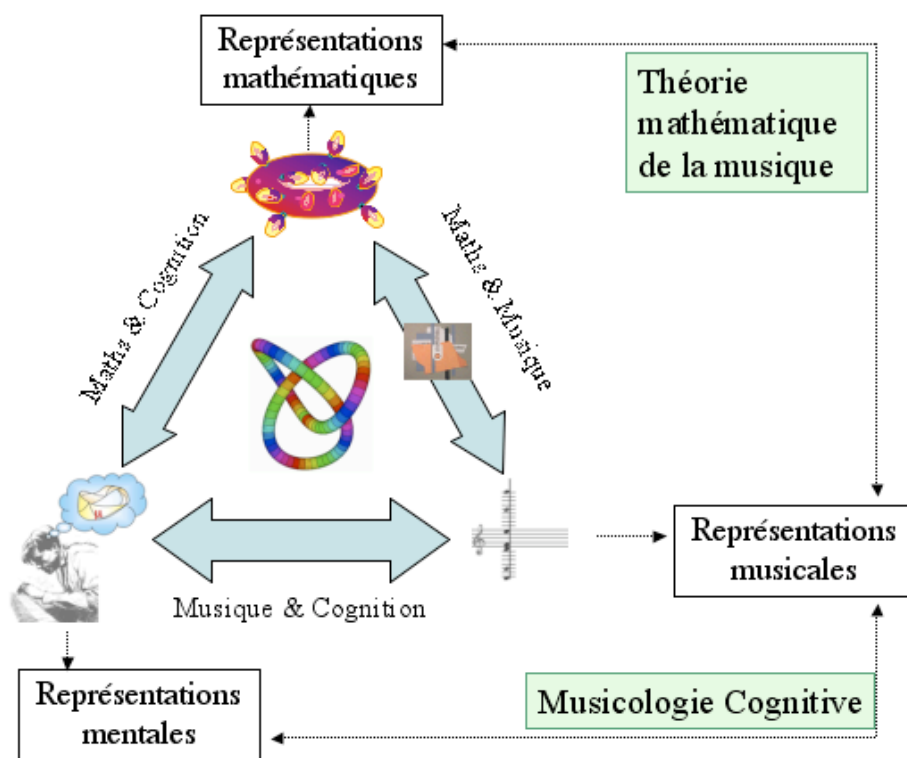 Représentations
mathématiques
Théorie
mathématique
de la musique
Maths & Cognition
Maths & Musique
Représentations
musicales
Musique & Cognition
Représentations
mentales
Musicologie Cognitive